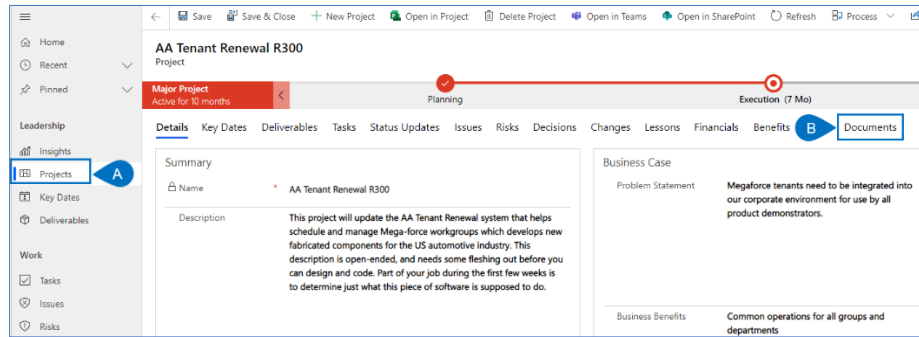 Save Save & Close New Project Open in Project Delete Project Open in Teams Open in SharePoint Refresh Process
Home
Recent
Pinned
Leadership
Insights
Projects
A
Key Dates
Deliverables
Work
Tasks
Issues
Risks
AA Tenant Renewal R300
Project
Major Project
Active for 10 months
Planning
Execution (7 Mo)
Details Key Dates Deliverables Tasks Status Updates Issues Risks Decisions Changes Lessons Financials Benefits B Documents
Summary
Name * AA Tenant Renewal R300
Description
This project will update the AA Tenant Renewal system that helps
schedule and manage Mega-force workgroups which develops new
fabricated components for the US automotive industry. This
description is open-ended, and needs some fleshing out before you
can design and code. Part of your job during the first few weeks is
to determine just what this piece of software is supposed to do.
Business Case
Problem Statement
Megaforce tenants need to be integrated into
our corporate environment for use by all
product demonstrators.
Business Benefits
Common operations for all groups and
departments